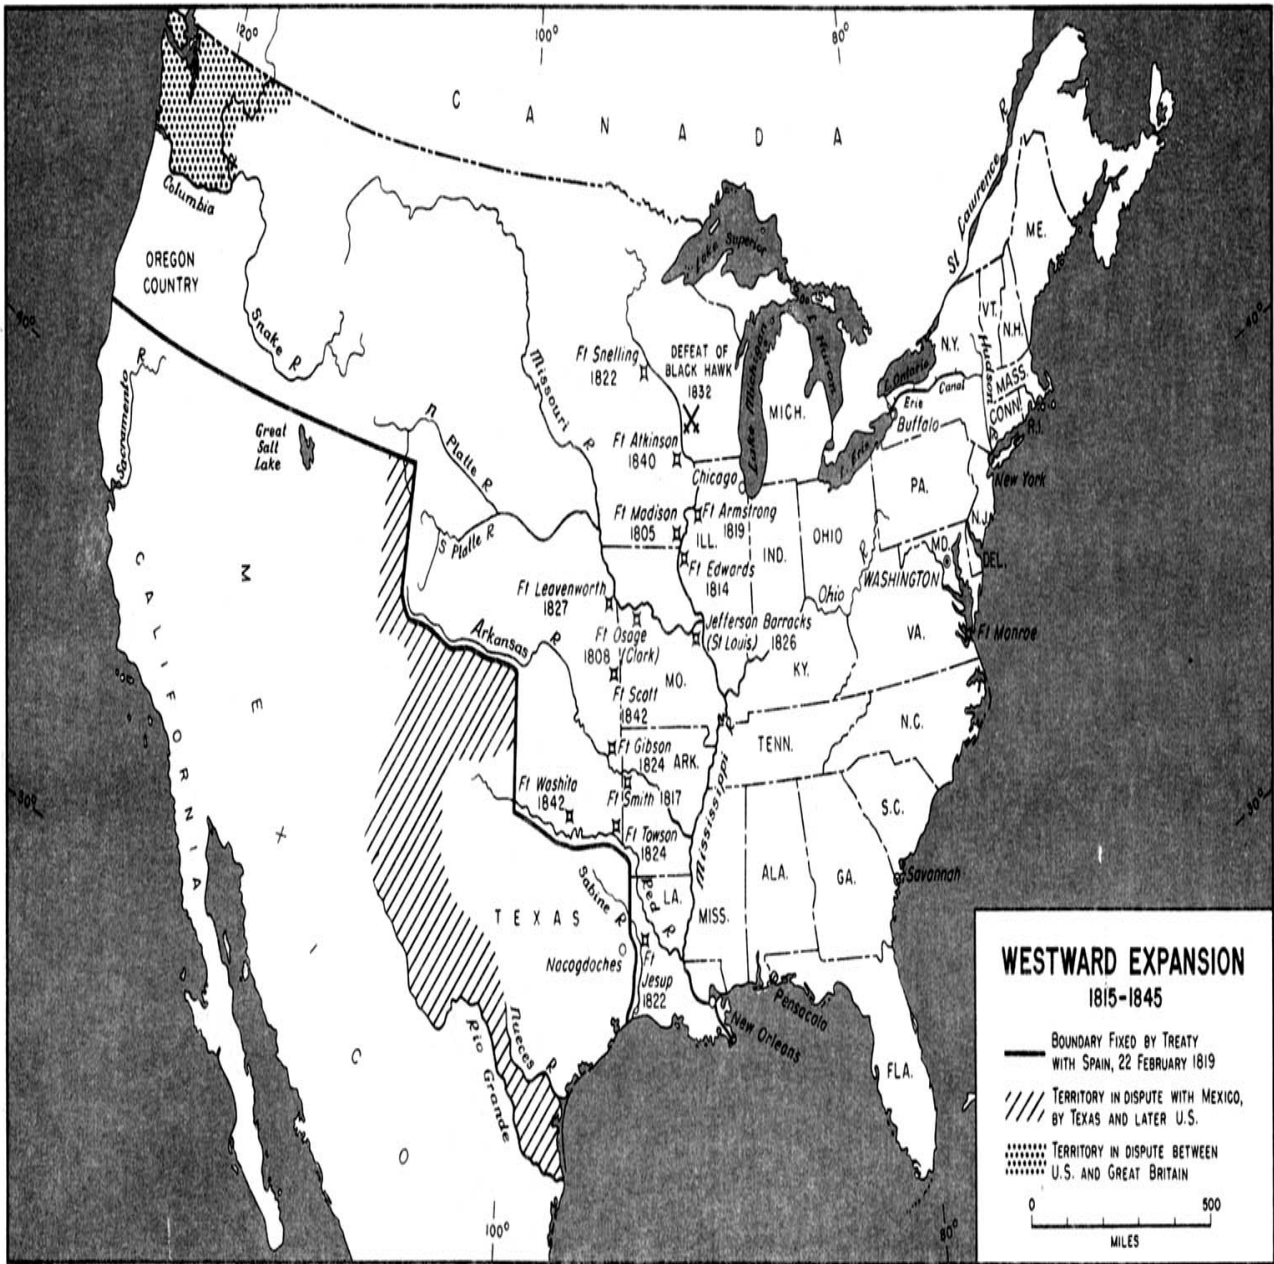 120°
100°
80°
C A N A D A
St Lawrence R
Columbia
OREGON
COUNTRY
Snake R
Lake Superior
ME.
VT.
N.H.
N.Y.
Hudson
MASS.
CONN.
R.I.
40°
40°
Sacramento R
Great
Salt
Lake
N Platte R
S Platte R
Missouri R
Ft Snelling
1822
DEFEAT OF
BLACK HAWK
1832
Lake Michigan
L. Huron
MICH.
L. Ontario
Erie Canal
Buffalo
L. Erie
Ft Atkinson
1840
Chicago
New York
PA.
N.J.
Ft Madison
1805
Ft Armstrong
1819
ILL.
IND.
OHIO
MD.
DEL.
WASHINGTON
Ft Edwards
1814
Ohio R
Ft Leavenworth
1827
Jefferson Barracks
(St Louis) 1826
Ft Osage
1808 (Clark)
VA.
Ft Monroe
Arkansas R
MO.
KY.
Ft Scott
1842
N.C.
TENN.
Ft Gibson
1824
ARK.
Ft Washita
1842
Ft Smith 1817
Mississippi
S.C.
30°
30°
Ft Towson
1824
CALIFORNIA
MEXICO
ALA.
GA.
Savannah
LA.
MISS.
Sabine R
Red R
TEXAS
Nacogdoches
Ft
Jesup
1822
Pensacola
New Orleans
FLA.
Nueces R
Rio Grande
100°
80°
WESTWARD EXPANSION
1815-1845
BOUNDARY FIXED BY TREATY
WITH SPAIN, 22 FEBRUARY 1819
TERRITORY IN DISPUTE WITH MEXICO,
BY TEXAS AND LATER U.S.
TERRITORY IN DISPUTE BETWEEN
U.S. AND GREAT BRITAIN
0 500
MILES